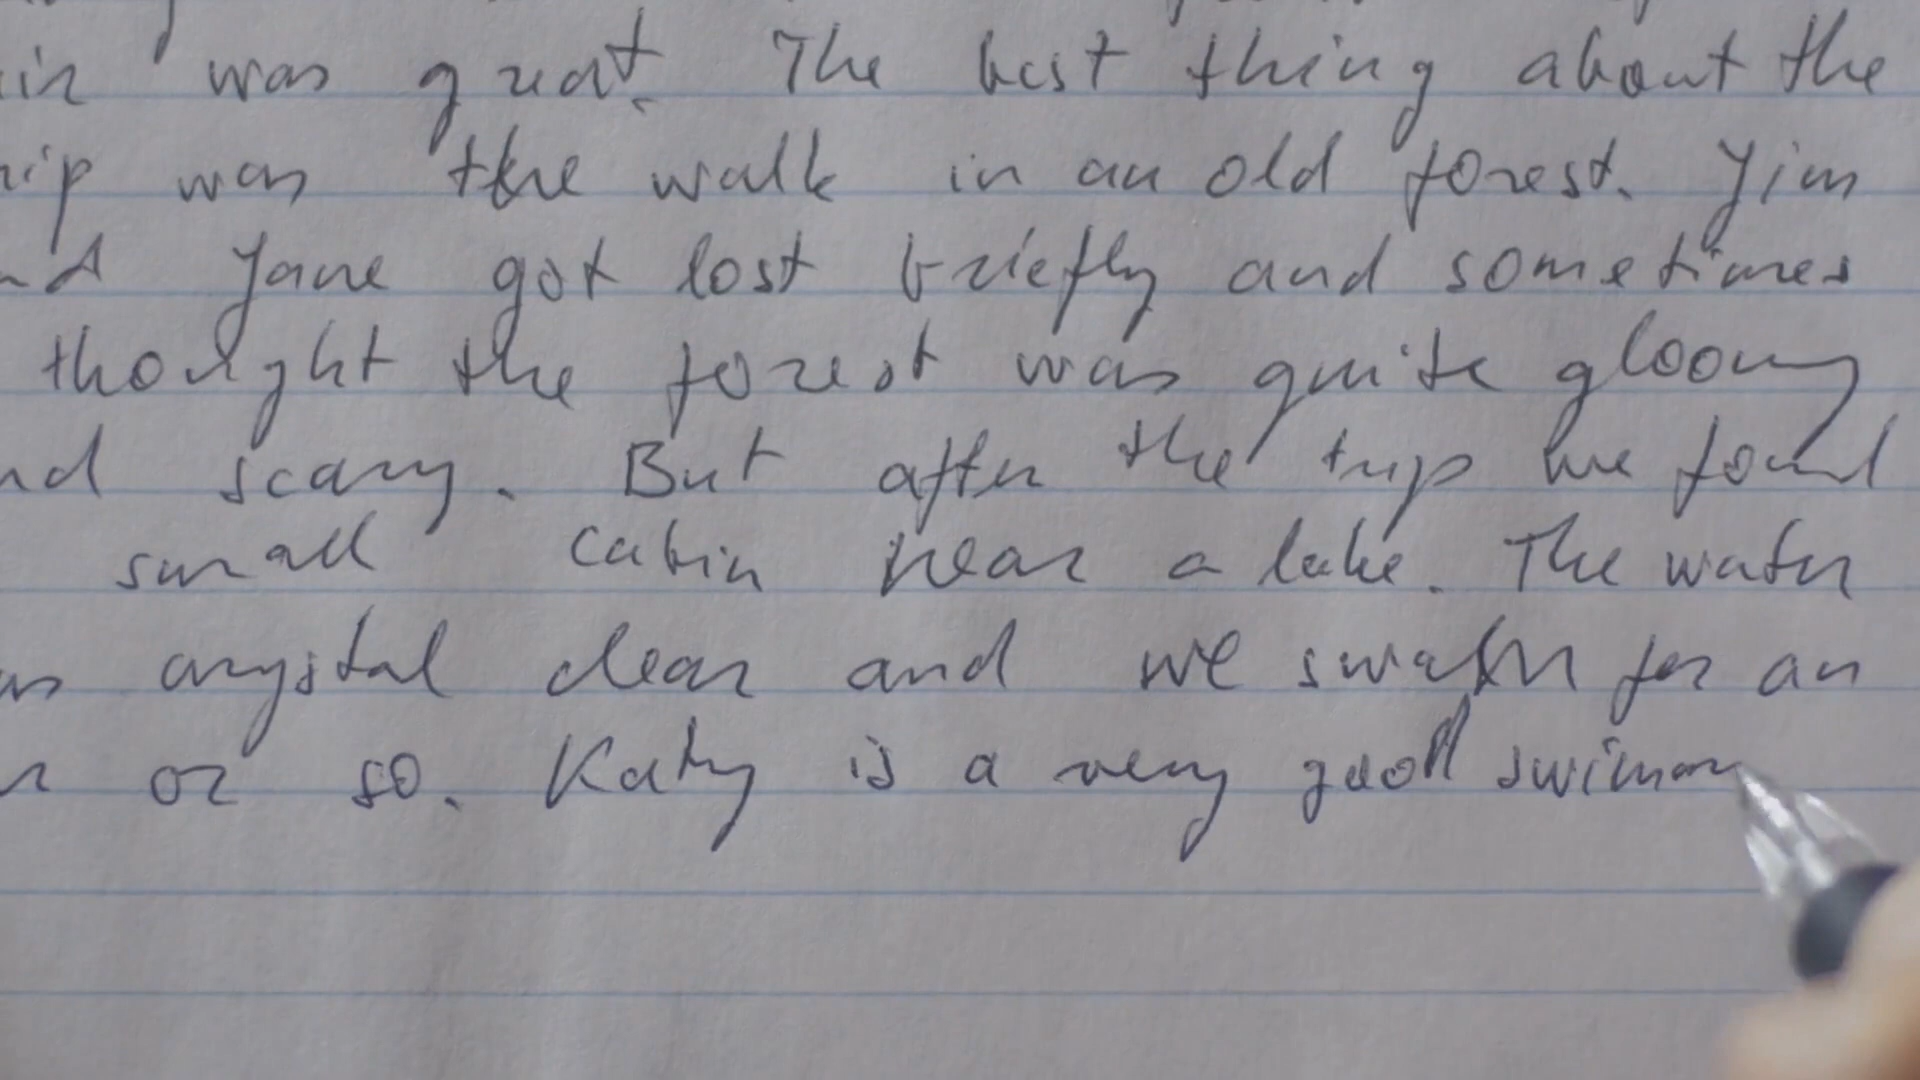 was great. The best thing about the
was the walk in an old forest. Jim
Jane got lost briefly and sometimes
thought the forest was quite gloomy
scary. But after the trip we found
small cabin near a lake. The water
crystal clear and we swam for an
or so. Katy is a very good swimm